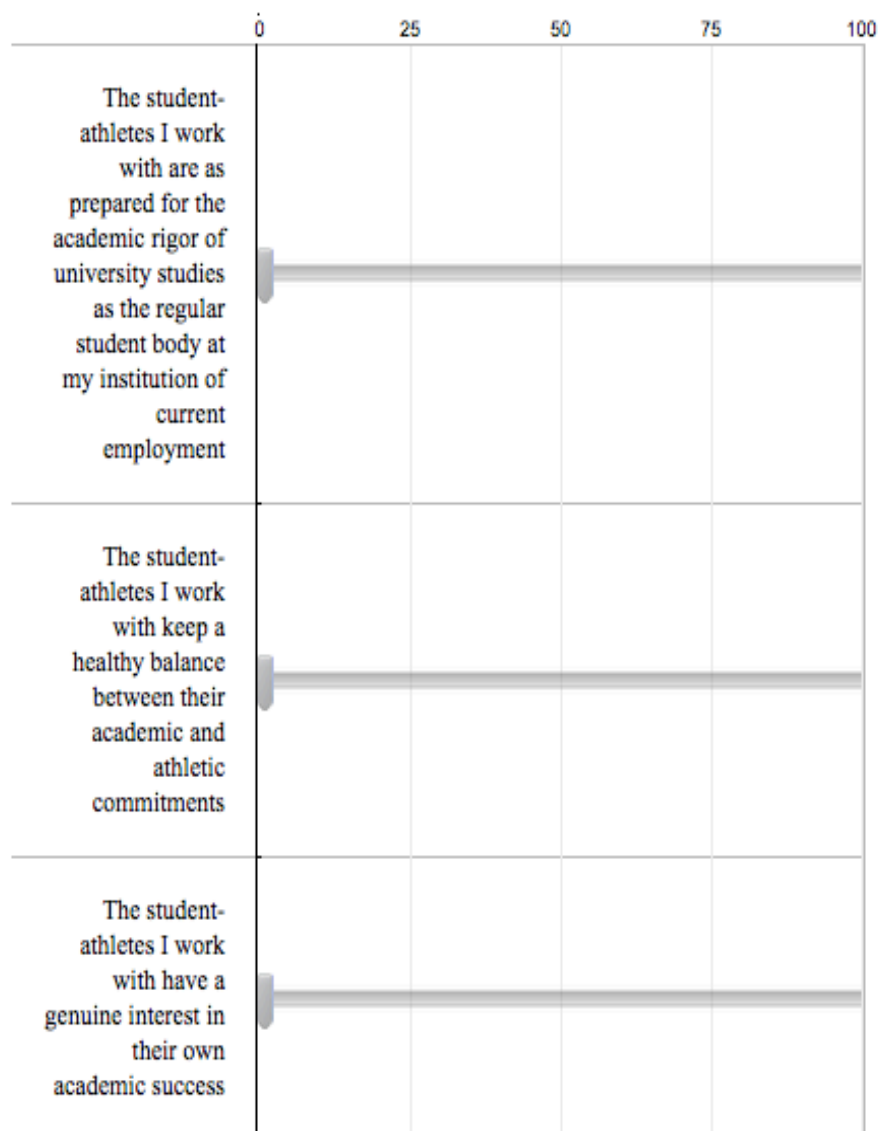 0 25 50 75 100
The student-
athletes I work
with are as
prepared for the
academic rigor of
university studies
as the regular
student body at
my institution of
current
employment
The student-
athletes I work
with keep a
healthy balance
between their
academic and
athletic
commitments
The student-
athletes I work
with have a
genuine interest in
their own
academic success